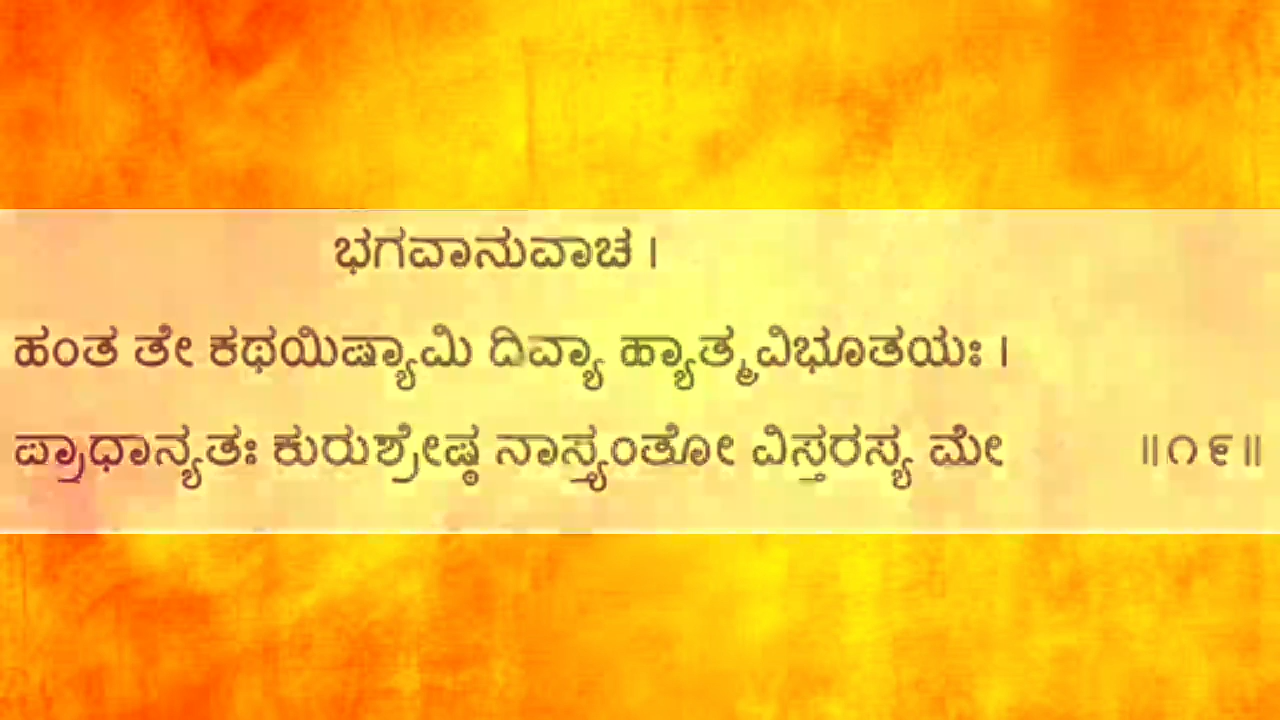 ಭಗವಾನುವಾಚ ।
ಹಂತ ತೇ ಕಥಯಿಷ್ಯಾಮಿ ದಿವ್ಯಾ ಹ್ಯಾತ್ಮವಿಭೂತಯಃ ।
ಪ್ರಾಧಾನ್ಯತಃ ಕುರುಶ್ರೇಷ್ಠ ನಾಸ್ತ್ಯಂತೋ ವಿಸ್ತರಸ್ಯ ಮೇ ॥೧೯॥